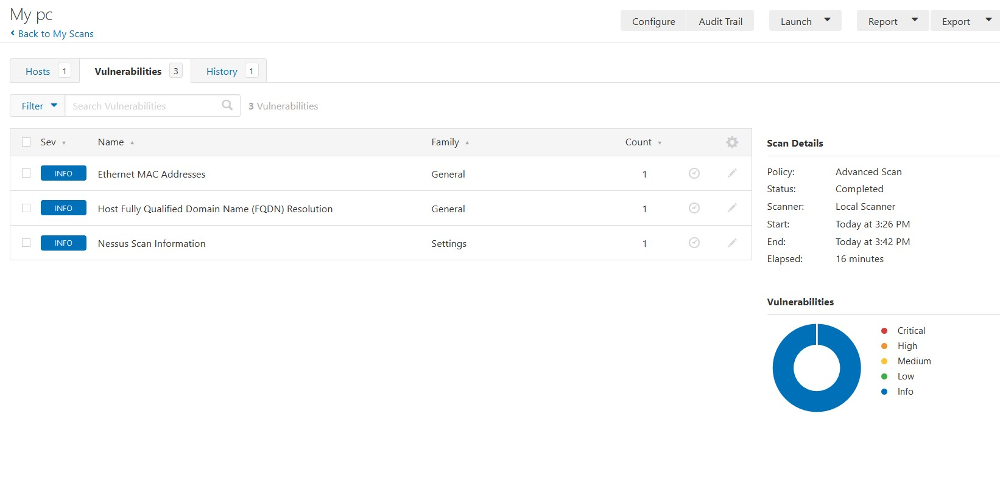 My pc
Back to My Scans
Configure Audit Trail Launch Report Export
Hosts 1 Vulnerabilities 3 History 1
Filter Search Vulnerabilities 3 Vulnerabilities
Sev Name Family Count
INFO Ethernet MAC Addresses General 1
INFO Host Fully Qualified Domain Name (FQDN) Resolution General 1
INFO Nessus Scan Information Settings 1
Scan Details
Policy: Advanced Scan
Status: Completed
Scanner: Local Scanner
Start: Today at 3:26 PM
End: Today at 3:42 PM
Elapsed: 16 minutes
Vulnerabilities
Critical
High
Medium
Low
Info